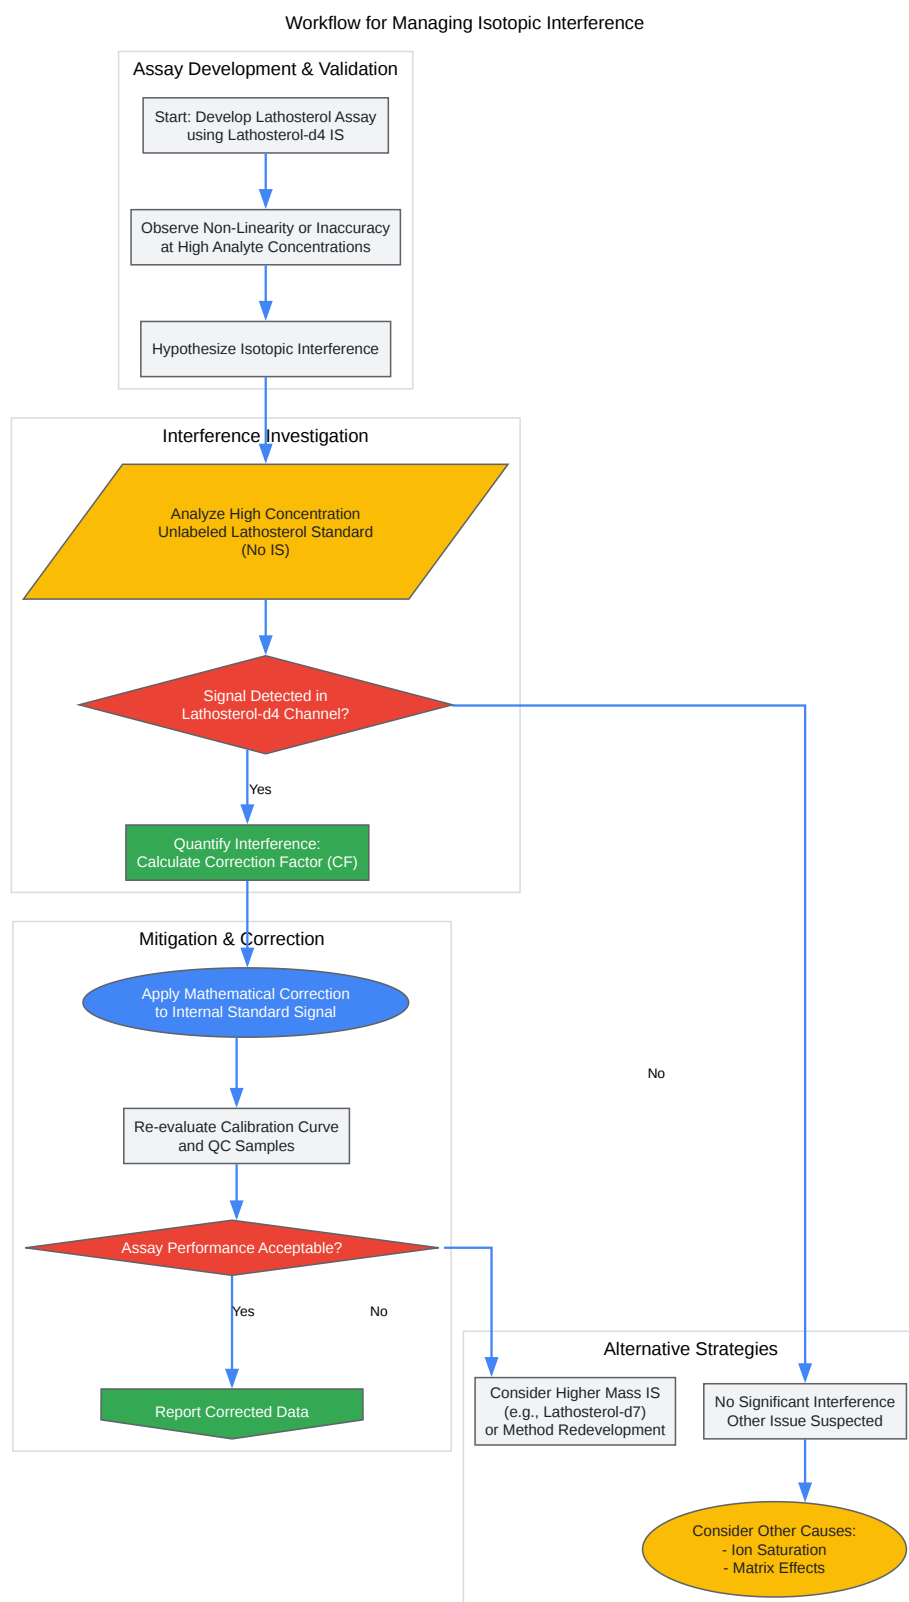 Workflow for Managing Isotopic Interference
Assay Development & Validation
Start: Develop Lathosterol Assay
using Lathosterol-d4 IS
Observe Non-Linearity or Inaccuracy
at High Analyte Concentrations
Hypothesize Isotopic Interference
Interference Investigation
Analyze High Concentration
Unlabeled Lathosterol Standard
(No IS)
Signal Detected in
Lathosterol-d4 Channel?
Yes
Quantify Interference:
Calculate Correction Factor (CF)
Mitigation & Correction
Apply Mathematical Correction
to Internal Standard Signal
No
Re-evaluate Calibration Curve
and QC Samples
Assay Performance Acceptable?
Yes
No
Report Corrected Data
Alternative Strategies
Consider Higher Mass IS
(e.g., Lathosterol-d7)
or Method Redevelopment
No Significant Interference
Other Issue Suspected
Consider Other Causes:
- Ion Saturation
- Matrix Effects